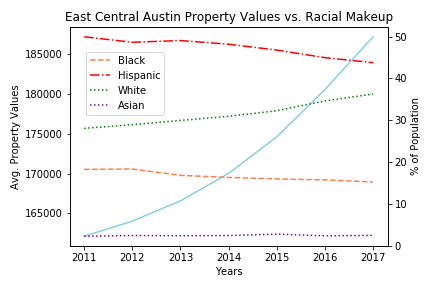 East Central Austin Property Values vs. Racial Makeup
Avg. Property Values
185000
180000
175000
170000
165000
Black
Hispanic
White
Asian
50
40
30
20
10
0
% of Population
2011 2012 2013 2014 2015 2016 2017
Years